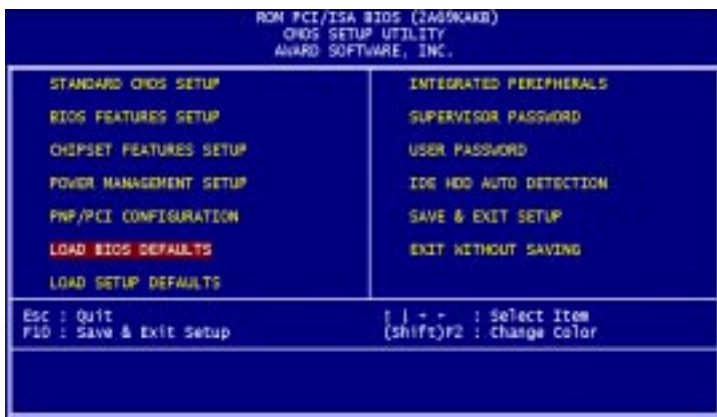 ROM PCI/ISA BIOS (2A69KAKB)
CMOS SETUP UTILITY
AWARD SOFTWARE, INC.
STANDARD CMOS SETUP
BIOS FEATURES SETUP
CHIPSET FEATURES SETUP
POWER MANAGEMENT SETUP
PNP/PCI CONFIGURATION
LOAD BIOS DEFAULTS
LOAD SETUP DEFAULTS
INTEGRATED PERIPHERALS
SUPERVISOR PASSWORD
USER PASSWORD
IDE HDD AUTO DETECTION
SAVE & EXIT SETUP
EXIT WITHOUT SAVING
Esc : Quit
F10 : Save & Exit Setup
: Select Item
(Shift)F2 : Change Color